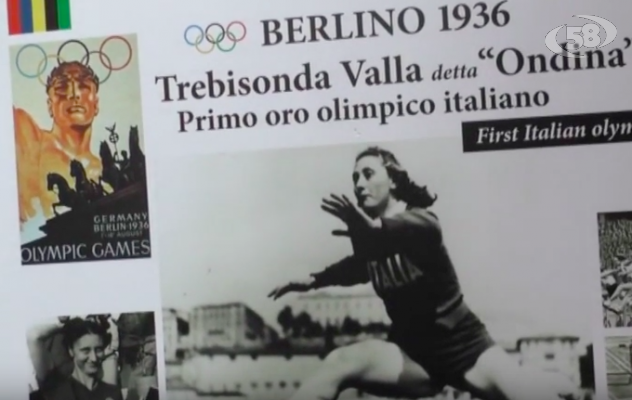 58
BERLINO 1936
Trebisonda Valla detta “Ondina”
Primo oro olimpico italiano
First Italian olym
GERMANY
BERLIN-1936
OLYMPIC GAMES
ITALIA